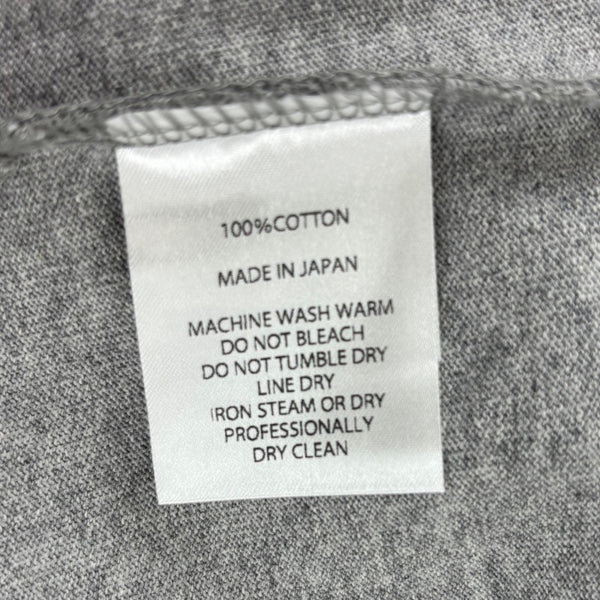 100%COTTON
MADE IN JAPAN
MACHINE WASH WARM
DO NOT BLEACH
DO NOT TUMBLE DRY
LINE DRY
IRON STEAM OR DRY
PROFESSIONALLY
DRY CLEAN